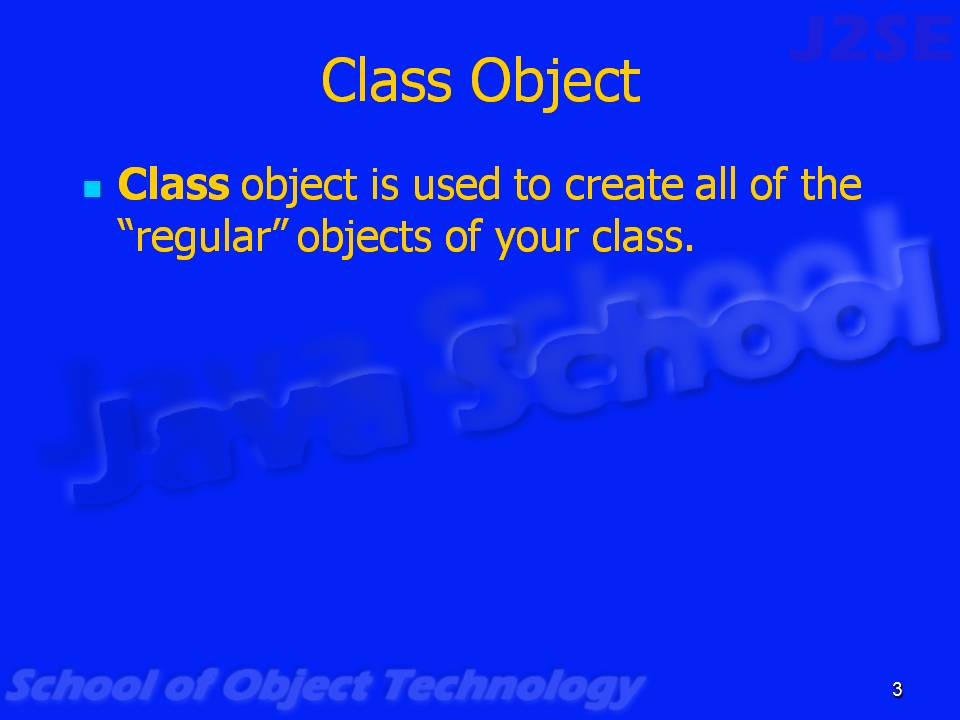 J2SE
Class Object
Class object is used to create all of the
“regular” objects of your class.
Java School
School of Object Technology
3